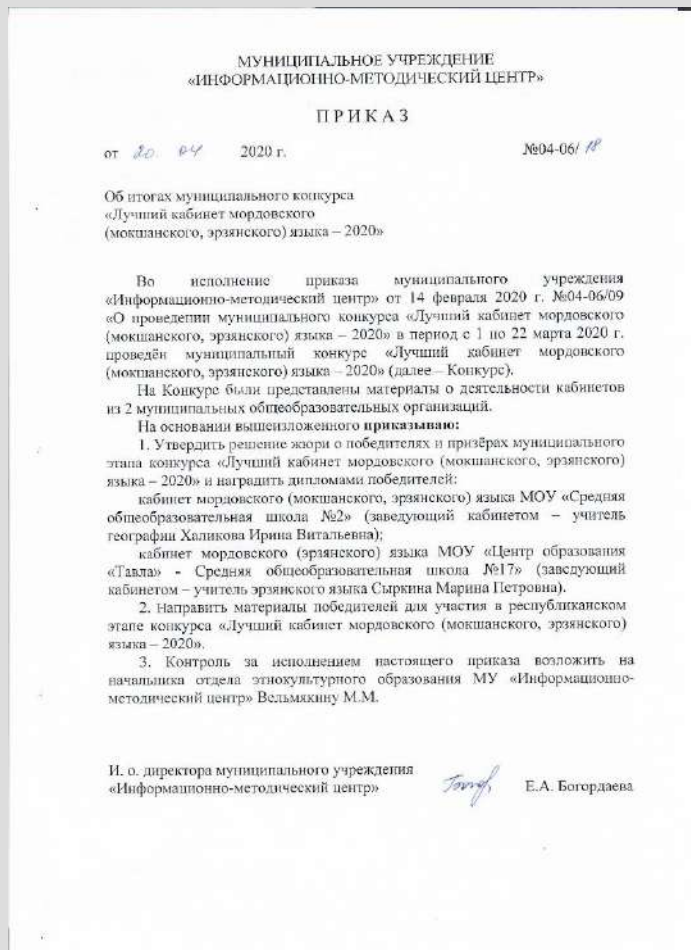 МУНИЦИПАЛЬНОЕ УЧРЕЖДЕНИЕ
«ИНФОРМАЦИОННО-МЕТОДИЧЕСКИЙ ЦЕНТР»
ПРИКАЗ
от 20. 04 2020 г. №04-06/ 18
Об итогах муниципального конкурса
«Лучший кабинет мордовского
(мокшанского, эрзянского) языка – 2020»
Во исполнение приказа муниципального учреждения
«Информационно-методический центр» от 14 февраля 2020 г. №04-06/09
«О проведении муниципального конкурса «Лучший кабинет мордовского
(мокшанского, эрзянского) языка – 2020» в период с 1 по 22 марта 2020 г.
проведён муниципальный конкурс «Лучший кабинет мордовского
(мокшанского, эрзянского) языка – 2020» (далее – Конкурс).
На Конкурс были представлены материалы о деятельности кабинетов
из 2 муниципальных общеобразовательных организаций.
На основании вышеизложенного приказываю:
1. Утвердить решение жюри о победителях и призёрах муниципального
этапа конкурса «Лучший кабинет мордовского (мокшанского, эрзянского)
языка – 2020» и наградить дипломами победителей:
кабинет мордовского (мокшанского, эрзянского) языка МОУ «Средняя
общеобразовательная школа №2» (заведующий кабинетом – учитель
географии Халикова Ирина Витальевна);
кабинет мордовского (эрзянского) языка МОУ «Центр образования
«Тавла» - Средняя общеобразовательная школа №17» (заведующий
кабинетом – учитель эрзянского языка Сыркина Марина Петровна).
2. Направить материалы победителей для участия в республиканском
этапе конкурса «Лучший кабинет мордовского (мокшанского, эрзянского)
языка – 2020».
3. Контроль за исполнением настоящего приказа возложить на
начальника отдела этнокультурного образования МУ «Информационно-
методический центр» Вельмякину М.М.
И. о. директора муниципального учреждения
«Информационно-методический центр» Е.А. Богордаева